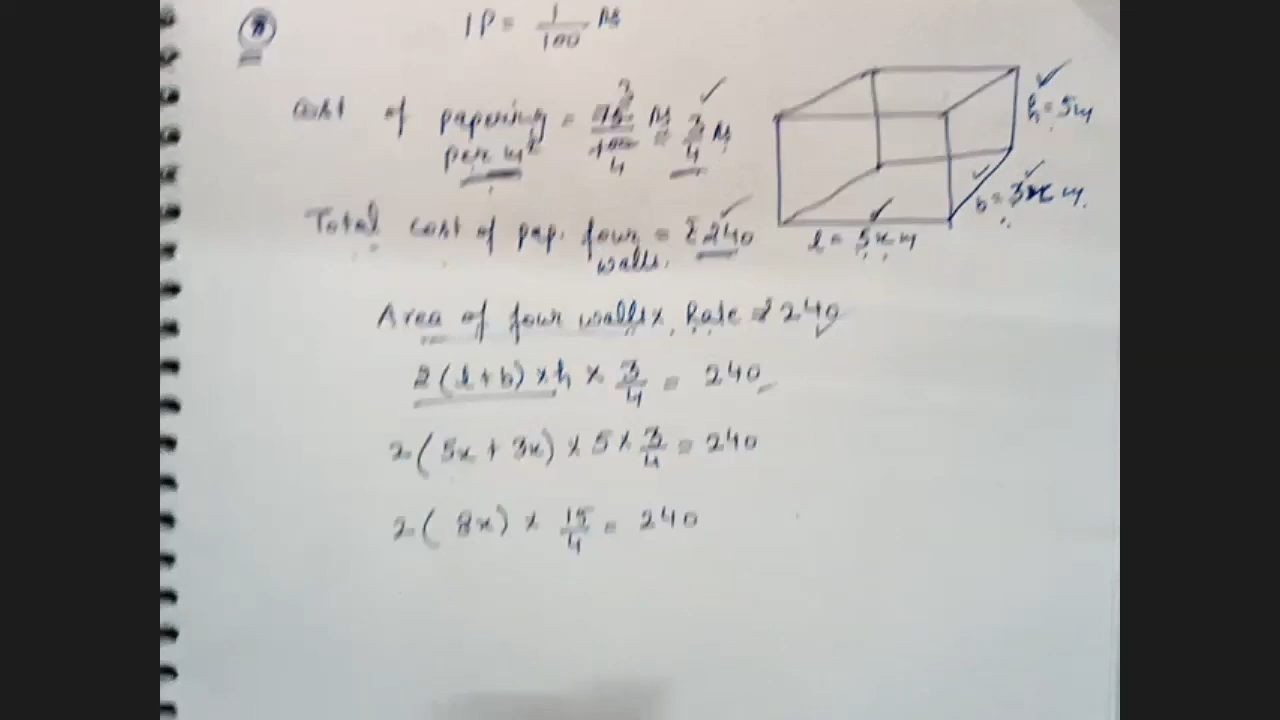 1P = 1/100 Rs
cost of papering = 75/100 Rs = 3/4 Rs
3
4
per m²
Total cost of pap. four = ₹ 240
walls.
h = 5m
b = 3x m.
l = 5x m
Area of four walls x Rate = ₹ 240
2 ( l + b ) x h x 3/4 = 240
2 ( 5x + 3x ) x 5 x 3/4 = 240
2 ( 8x ) x 15/4 = 240